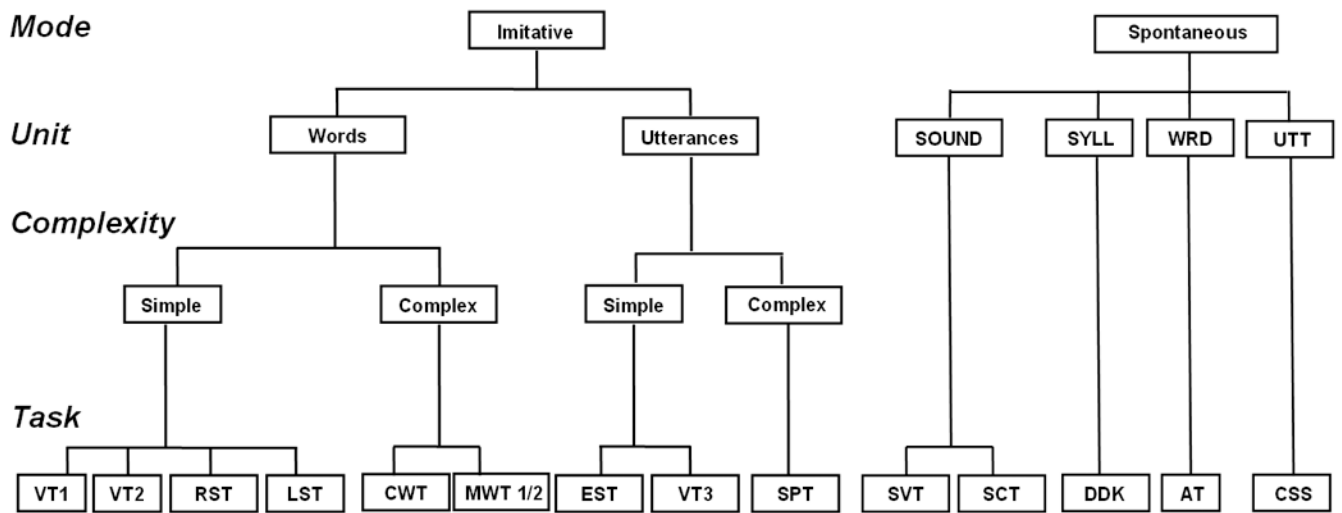 Mode Imitative Spontaneous
Unit Words Utterances SOUND SYLL WRD UTT
Complexity
Simple Complex Simple Complex
Task
VT1 VT2 RST LST CWT MWT 1/2 EST VT3 SPT SVT SCT DDK AT CSS